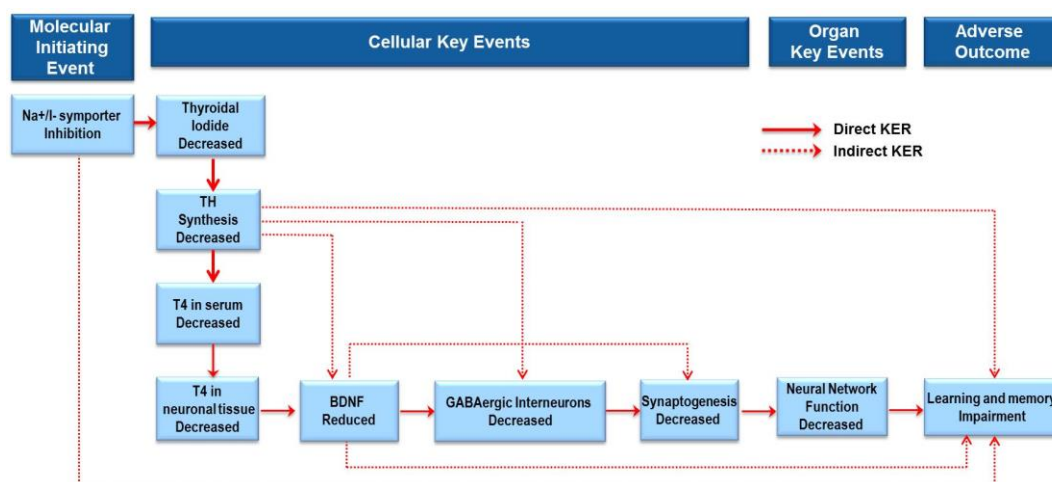 Molecular
Initiating
Event
Cellular Key Events
Organ
Key Events
Adverse
Outcome
Na+/I- symporter
Inhibition
Thyroidal
Iodide
Decreased
Direct KER
Indirect KER
TH
Synthesis
Decreased
T4 in serum
Decreased
T4 in
neuronal tissue
Decreased
BDNF
Reduced
GABAergic Interneurons
Decreased
Synaptogenesis
Decreased
Neural Network
Function
Decreased
Learning and memory
Impairment